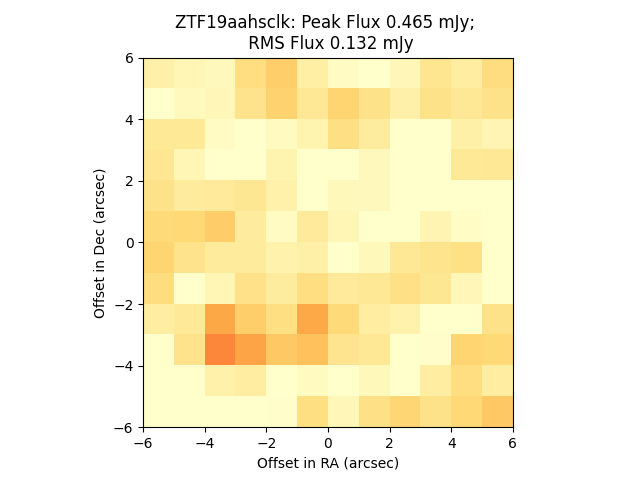 ZTF19aahsclk: Peak Flux 0.465 mJy;
RMS Flux 0.132 mJy
6
4
2
0
−2
−4
−6
Offset in Dec (arcsec)
−6 −4 −2 0 2 4 6
Offset in RA (arcsec)